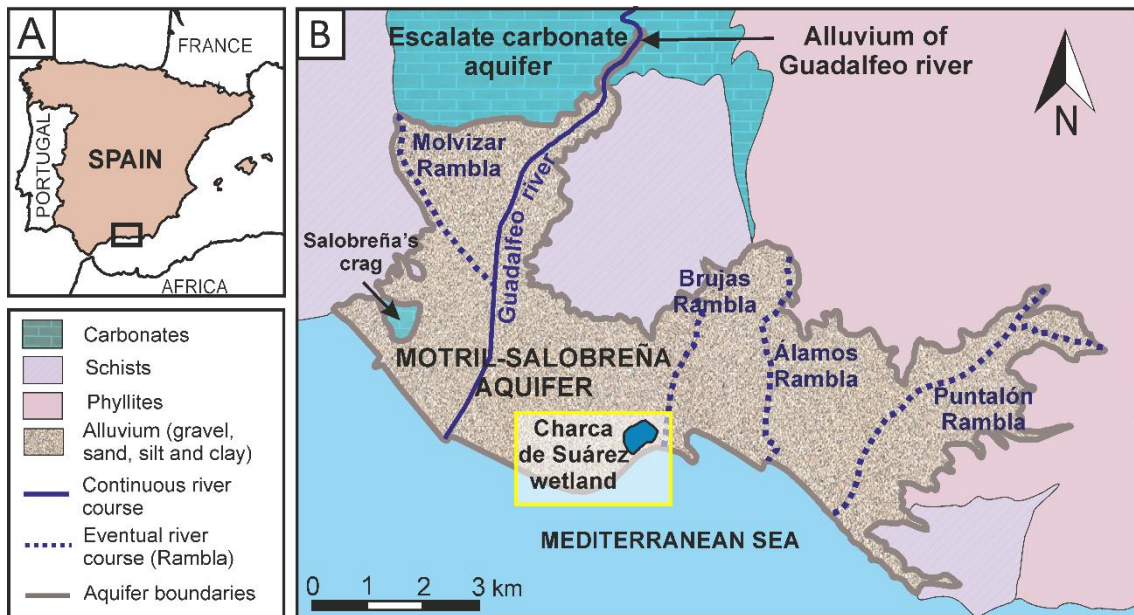 A
FRANCE
PORTUGAL
SPAIN
AFRICA
Carbonates
Schists
Phyllites
Alluvium (gravel,
sand, silt and clay)
Continuous river
course
Eventual river
course (Rambla)
Aquifer boundaries
B
Escalate carbonate
aquifer
Alluvium of
Guadalfeo river
N
Molvizar
Rambla
Guadalfeo river
Salobreña's
crag
Brujas
Rambla
MOTRIL-SALOBREÑA
AQUIFER
Álamos
Rambla
Puntalón
Rambla
Charca
de Suárez
wetland
MEDITERRANEAN SEA
0 1 2 3 km